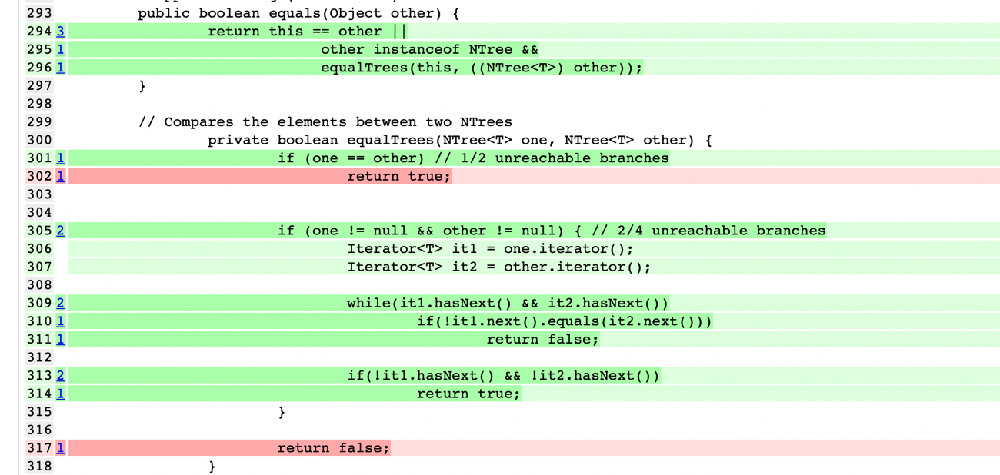 293 public boolean equals(Object other) {
294 3 return this == other ||
295 1 other instanceof NTree &&
296 1 equalTrees(this, ((NTree<T>) other));
297 }
298
299 // Compares the elements between two NTrees
300 private boolean equalTrees(NTree<T> one, NTree<T> other) {
301 1 if (one == other) // 1/2 unreachable branches
302 1 return true;
303
304
305 2 if (one != null && other != null) { // 2/4 unreachable branches
306 Iterator<T> it1 = one.iterator();
307 Iterator<T> it2 = other.iterator();
308
309 2 while(it1.hasNext() && it2.hasNext())
310 1 if(!it1.next().equals(it2.next()))
311 1 return false;
312
313 2 if(!it1.hasNext() && !it2.hasNext())
314 1 return true;
315 }
316
317 1 return false;
318 }